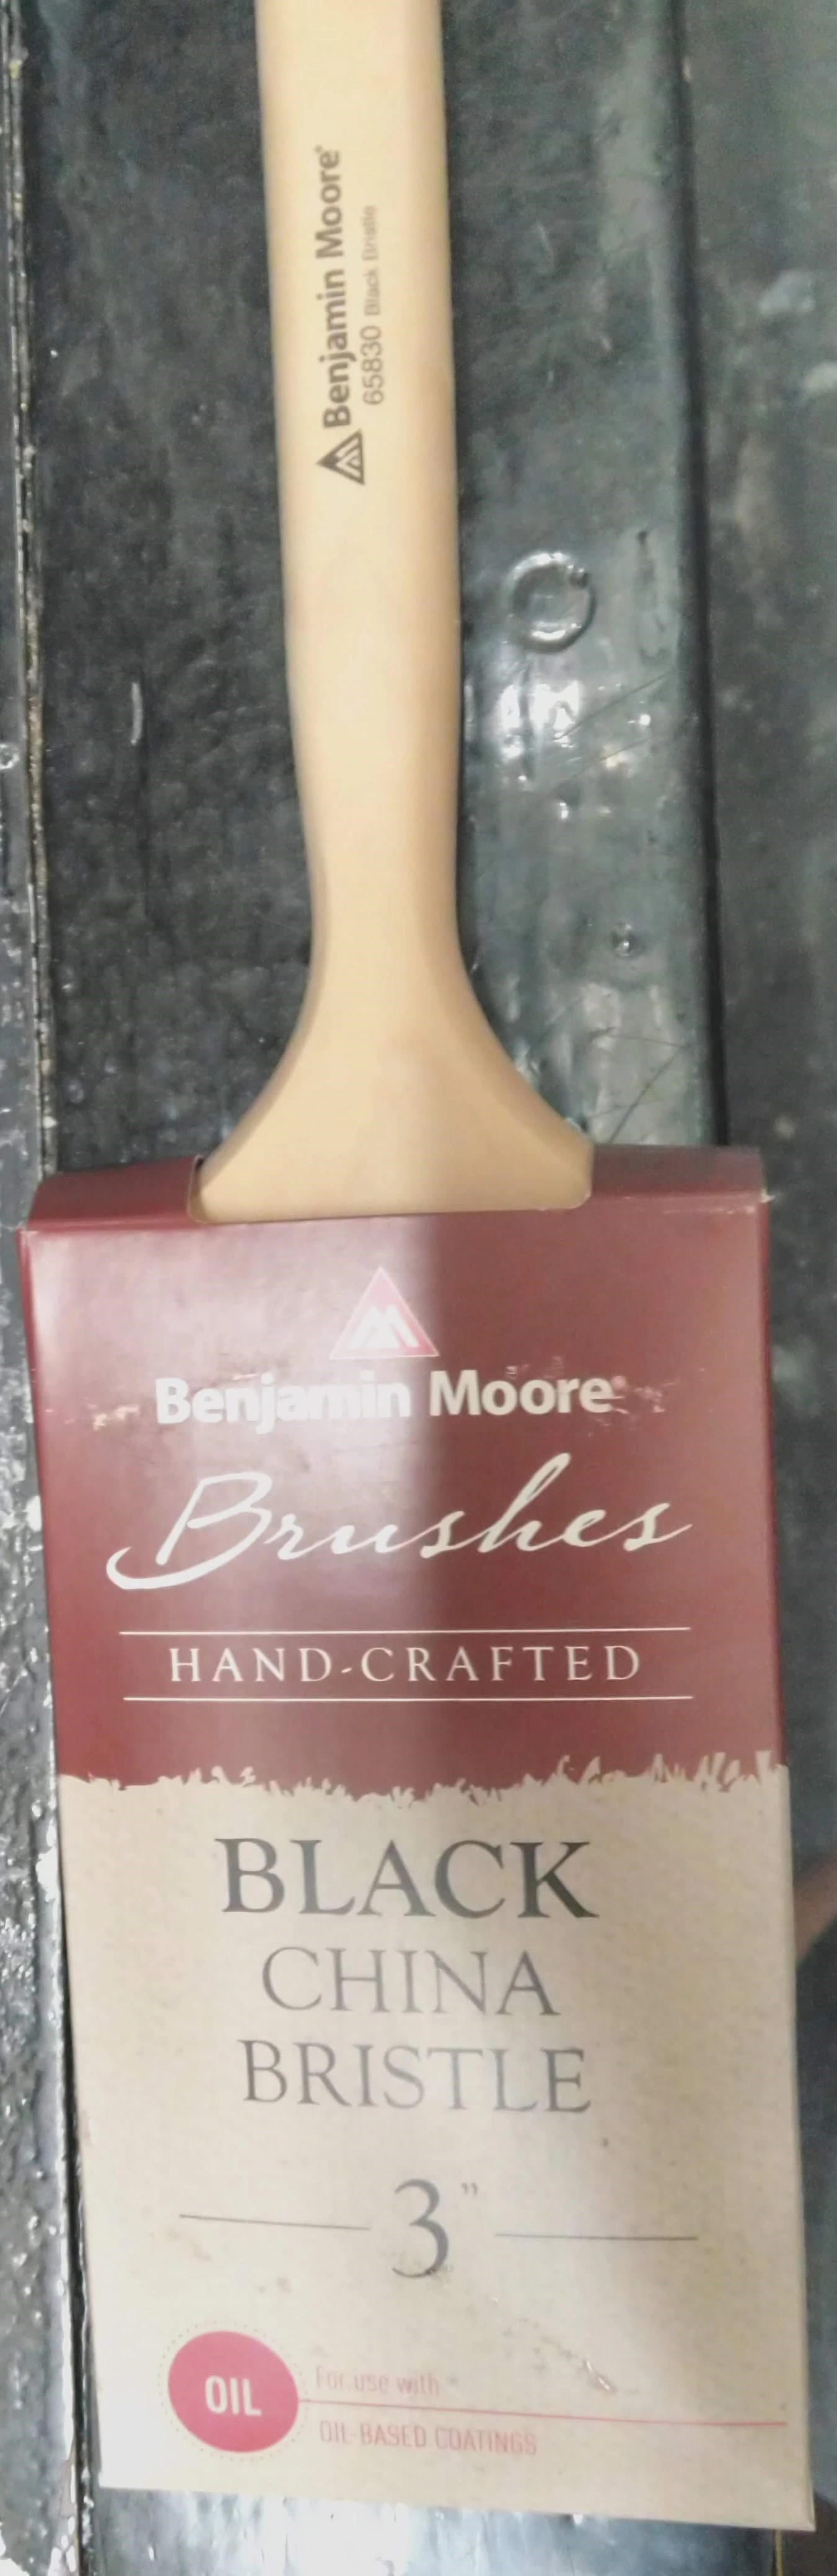 Benjamin Moore®
65830 Black Bristle
Benjamin Moore®
Brushes
HAND-CRAFTED
BLACK
CHINA
BRISTLE
3"
OIL
For use with
OIL-BASED COATINGS